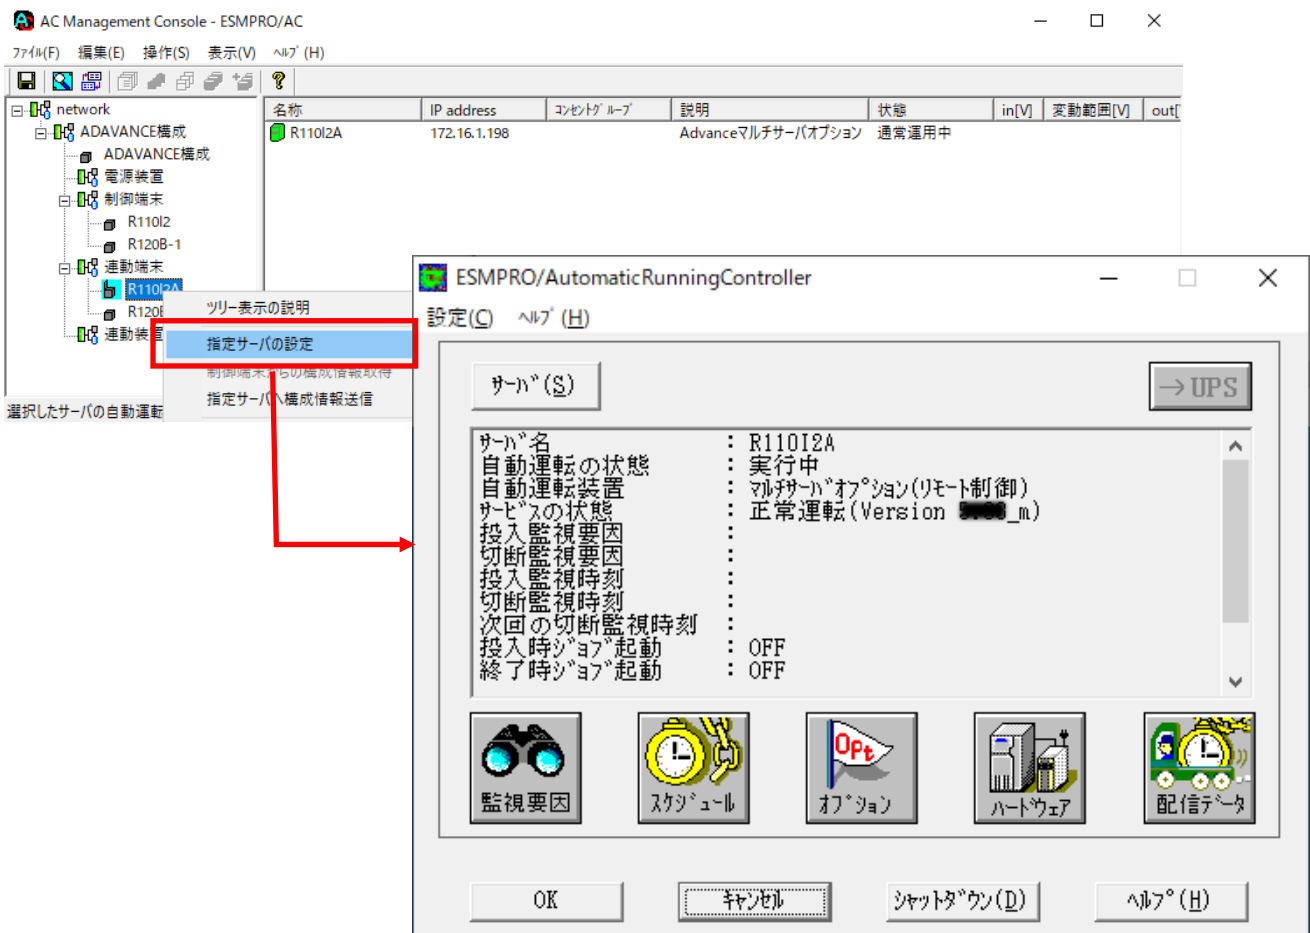 AC Management Console - ESMPRO/AC
ﾌｧｲﾙ(F) 編集(E) 操作(S) 表示(V) ﾍﾙﾌﾟ(H)
network
ADAVANCE構成
ADAVANCE構成
電源装置
制御端末
R110I2
R120B-1
連動端末
R110I2A
R120
連動装置
選択したサーバの自動運転
名称 IP address ｺﾝｾﾝﾄｸﾞﾙｰﾌﾟ 説明 状態 in[V] 変動範囲[V] out[
R110I2A 172.16.1.198 Advanceマルチサーバオプション 通常運用中
ツリー表示の説明
指定サーバの設定
制御端末からの構成情報取得
指定サーバへ構成情報送信
ESMPRO/AutomaticRunningController
設定(C) ﾍﾙﾌﾟ(H)
ｻｰﾊﾞ(S)
→UPS
ｻｰﾊﾞ名 : R110I2A
自動運転の状態 : 実行中
自動運転装置 : ﾏﾙﾁｻｰﾊﾞｵﾌﾟｼｮﾝ(ﾘﾓｰﾄ制御)
ｻｰﾋﾞｽの状態 : 正常運転(Version _m)
投入監視要因 :
切断監視要因 :
投入監視時刻 :
切断監視時刻 :
次回の切断監視時刻 :
投入時ｼﾞｮﾌﾞ起動 : OFF
終了時ｼﾞｮﾌﾞ起動 : OFF
監視要因
ｽｹｼﾞｭｰﾙ
Opt
ｵﾌﾟｼｮﾝ
ﾊｰﾄﾞｳｪｱ
配信ﾃﾞｰﾀ
OK
ｷｬﾝｾﾙ
ｼｬｯﾄﾀﾞｳﾝ(D)
ﾍﾙﾌﾟ(H)